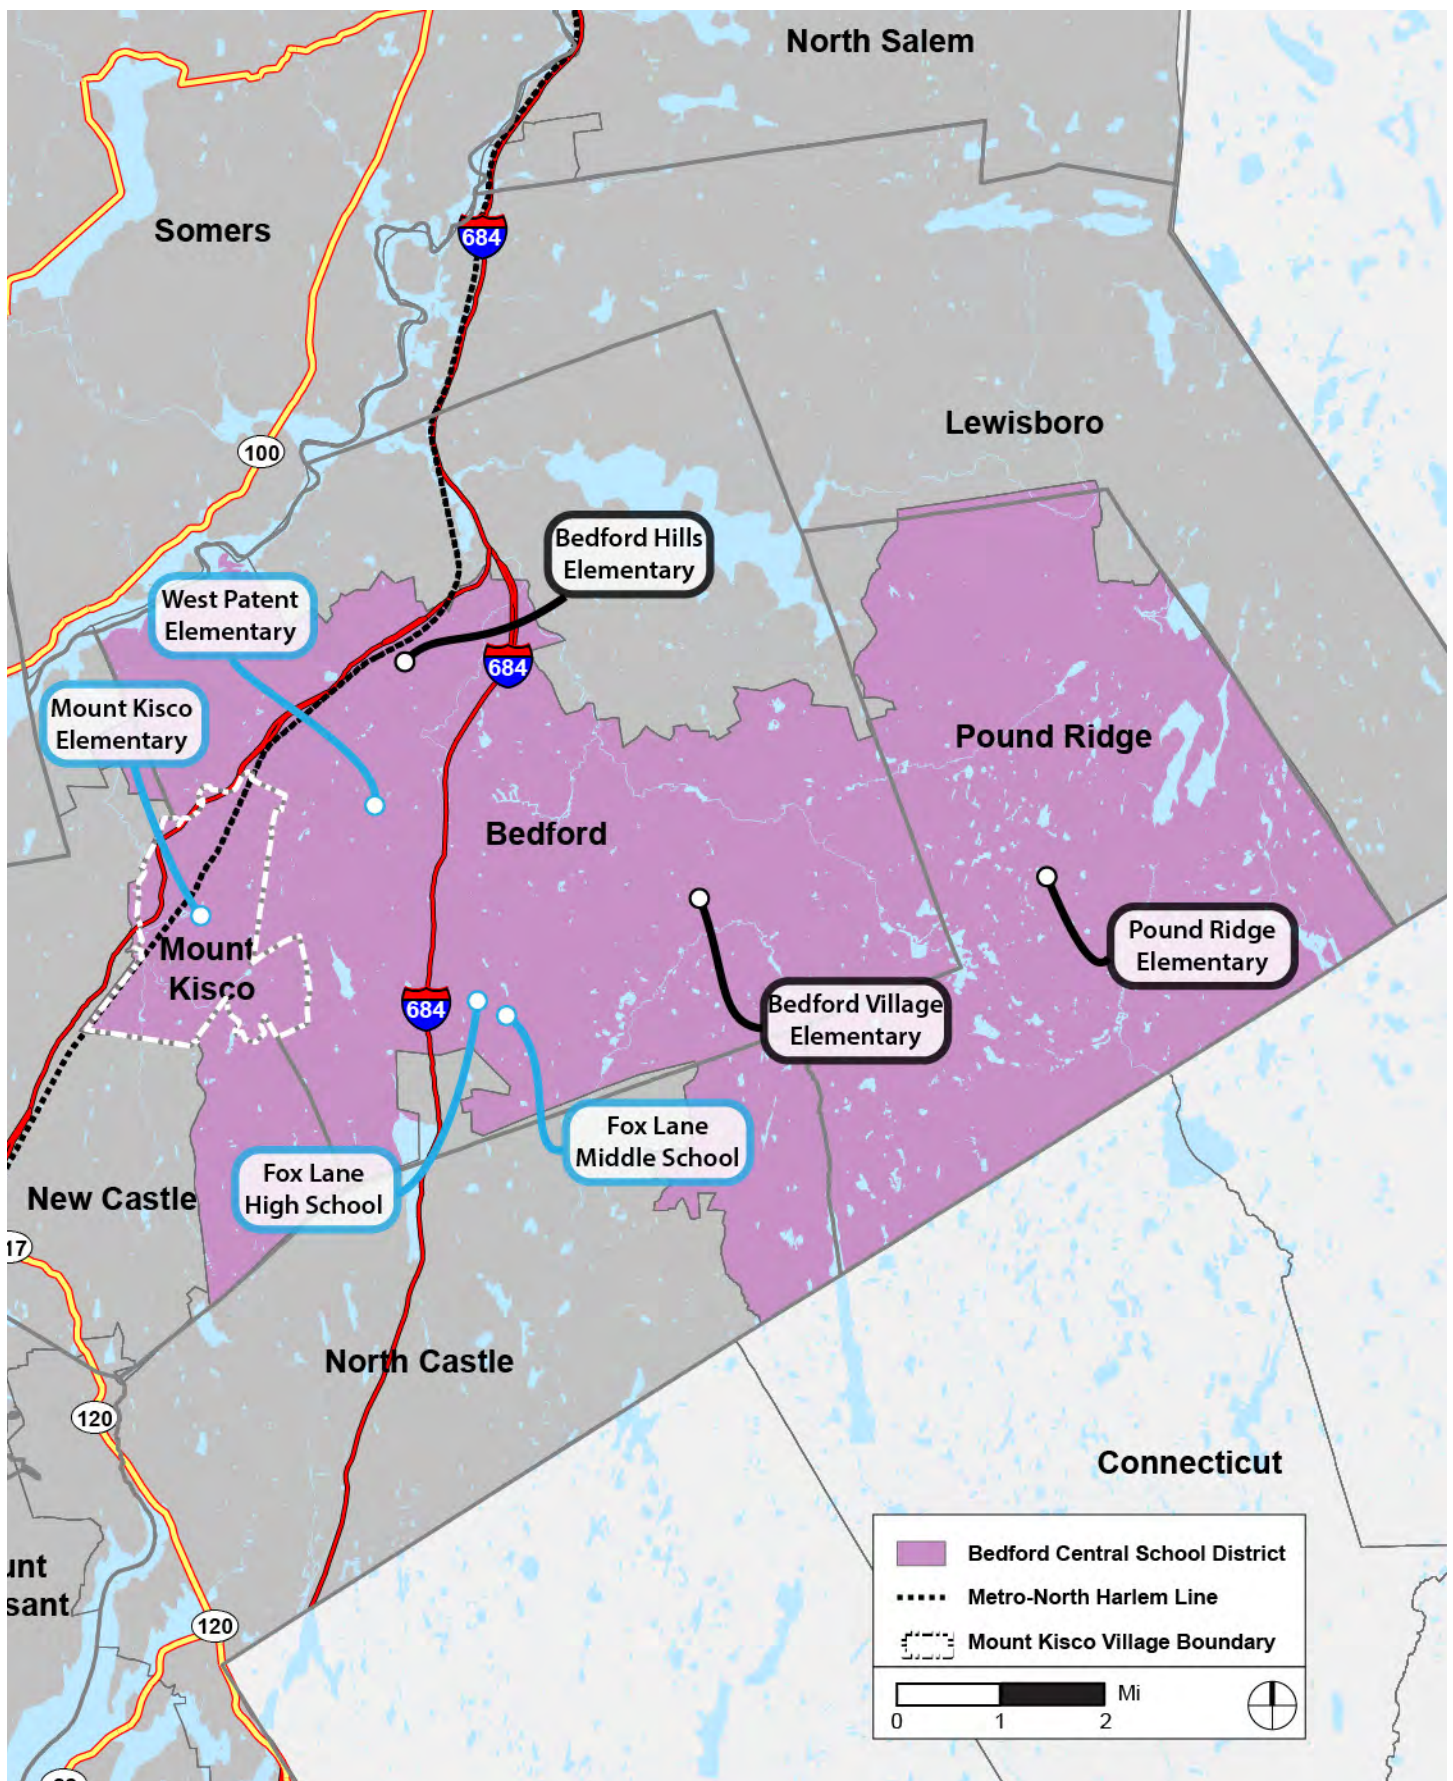 North Salem
Somers
684
Lewisboro
100
Bedford Hills
Elementary
West Patent
Elementary
684
Mount Kisco
Elementary
Pound Ridge
Bedford
Pound Ridge
Elementary
Mount
Kisco
684
Bedford Village
Elementary
Fox Lane
Middle School
Fox Lane
High School
New Castle
17
North Castle
120
Connecticut
unt
sant
120
Bedford Central School District
Metro-North Harlem Line
Mount Kisco Village Boundary
Mi
0 1 2